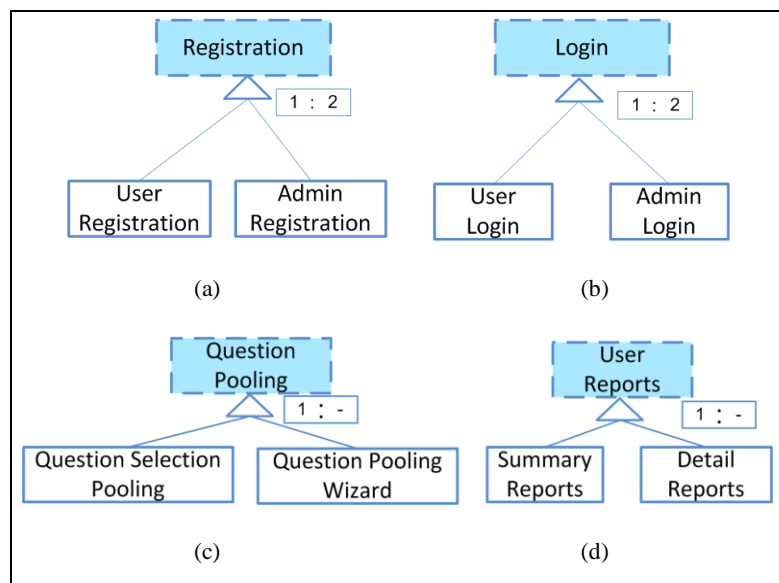 Registration
1 : 2
User
Registration
Admin
Registration
(a)
Login
1 : 2
User
Login
Admin
Login
(b)
Question
Pooling
1 : -
Question Selection
Pooling
Question Pooling
Wizard
(c)
User
Reports
1 : -
Summary
Reports
Detail
Reports
(d)